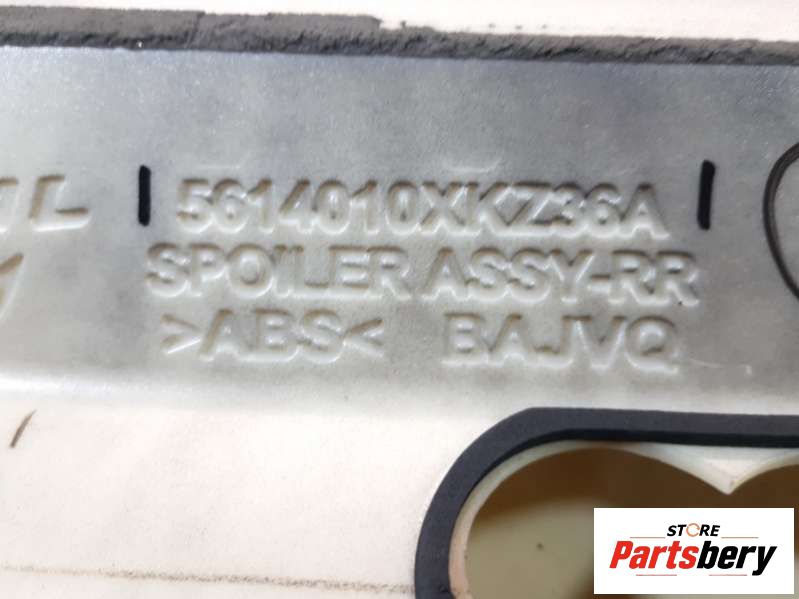 5614010XKZ36A
SPOILER ASSY-RR
>ABS< BAJVQ
STORE
Partsbery